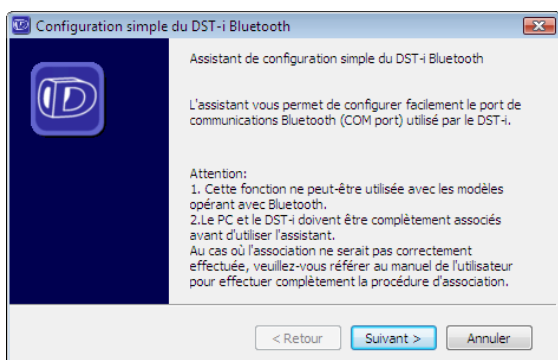 Configuration simple du DST-i Bluetooth
Assistant de configuration simple du DST-i Bluetooth
L'assistant vous permet de configurer facilement le port de
communications Bluetooth (COM port) utilisé par le DST-i.
Attention:
1. Cette fonction ne peut-être utilisée avec les modèles
opérant avec Bluetooth.
2.Le PC et le DST-i doivent être complètement associés
avant d'utiliser l'assistant.
Au cas où l'association ne serait pas correctement
effectuée, veuillez-vous référer au manuel de l'utilisateur
pour effectuer complètement la procédure d'association.
< Retour
Suivant >
Annuler